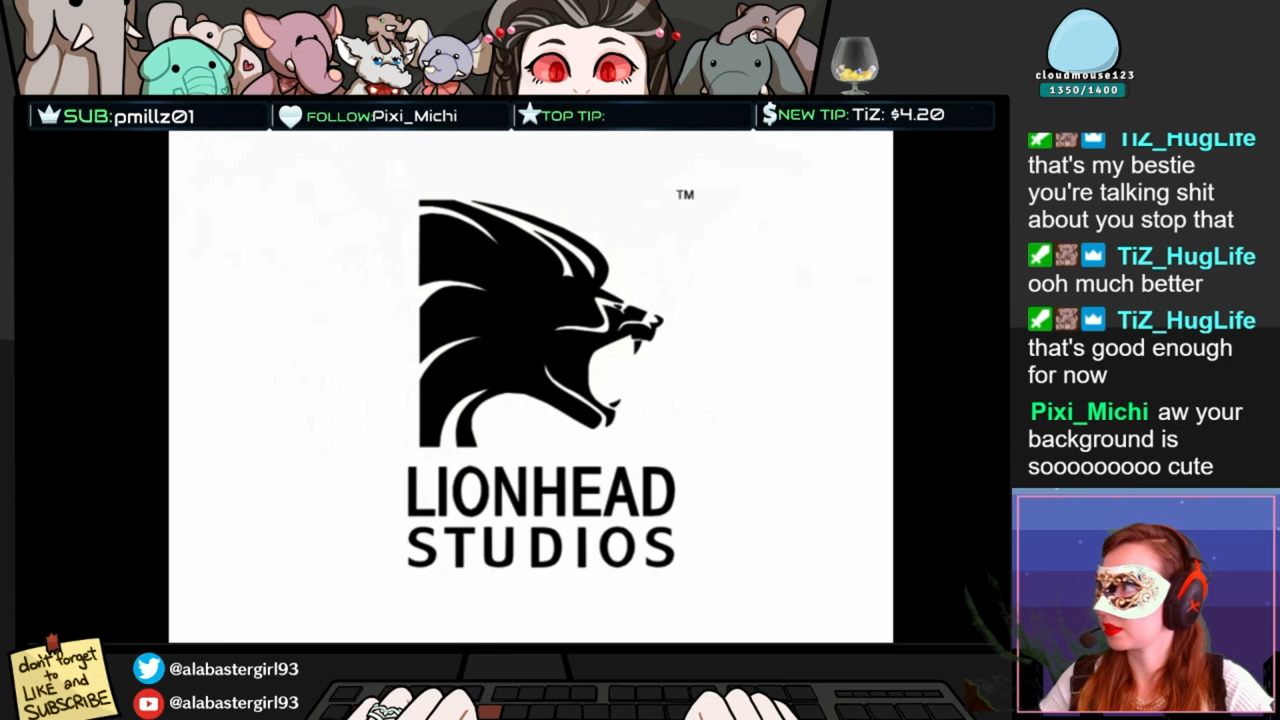 cloudmouse123
1350/1400
SUB:pmillz01
FOLLOW:Pixi_Michi
TOP TIP:
NEW TIP: TiZ: $4.20
TiZ_HugLife
that's my bestie
you're talking shit
about you stop that
TiZ_HugLife
ooh much better
TiZ_HugLife
that's good enough
for now
Pixi_Michi aw your
background is
sooooooooo cute
TM
LIONHEAD
STUDIOS
don't forget
to
LIKE and
SUBSCRIBE
@alabastergirl93
@alabastergirl93